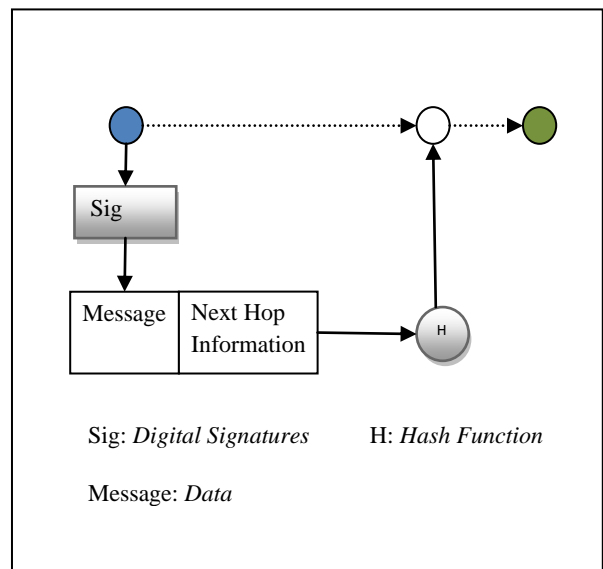 Sig
Message
Next Hop
Information
H
Sig: Digital Signatures
H: Hash Function
Message: Data